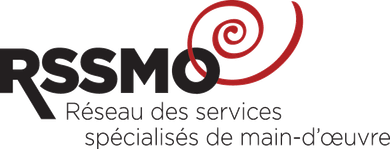 RSSMO
Réseau des services
spécialisés de main-d'œuvre